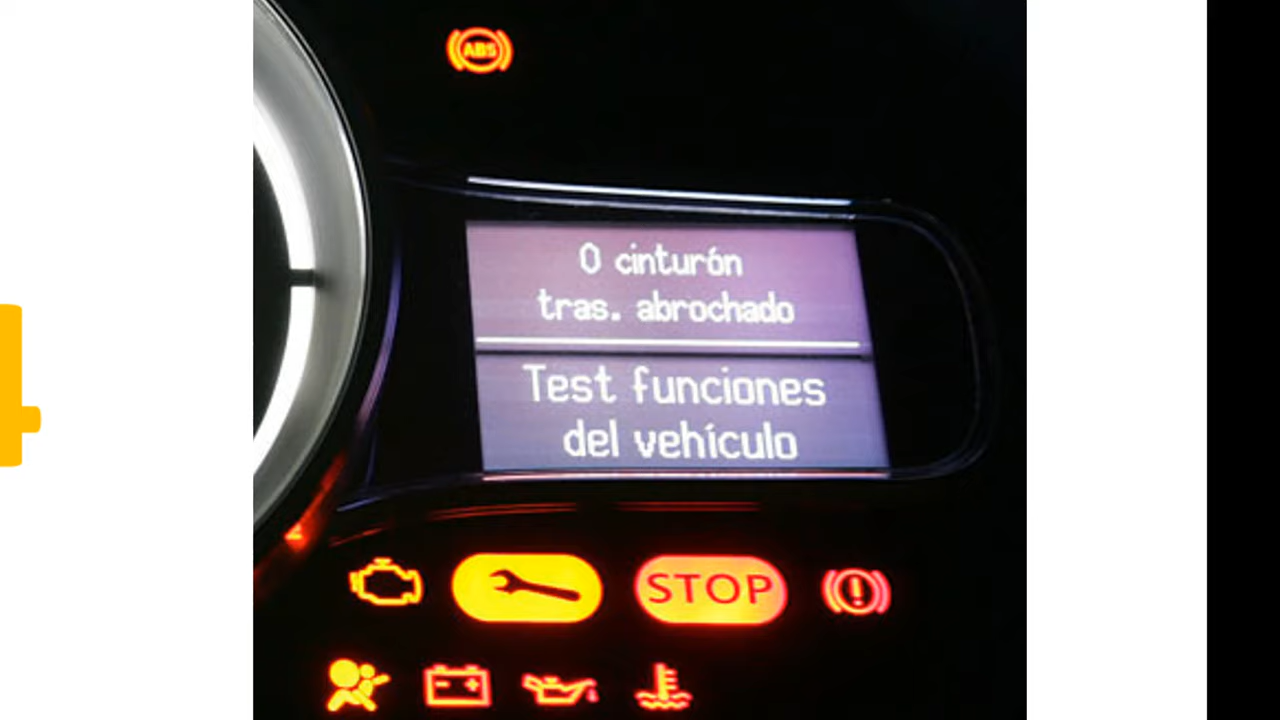 ABS
0 cinturón
tras. abrochado
Test funciones
del vehículo
STOP